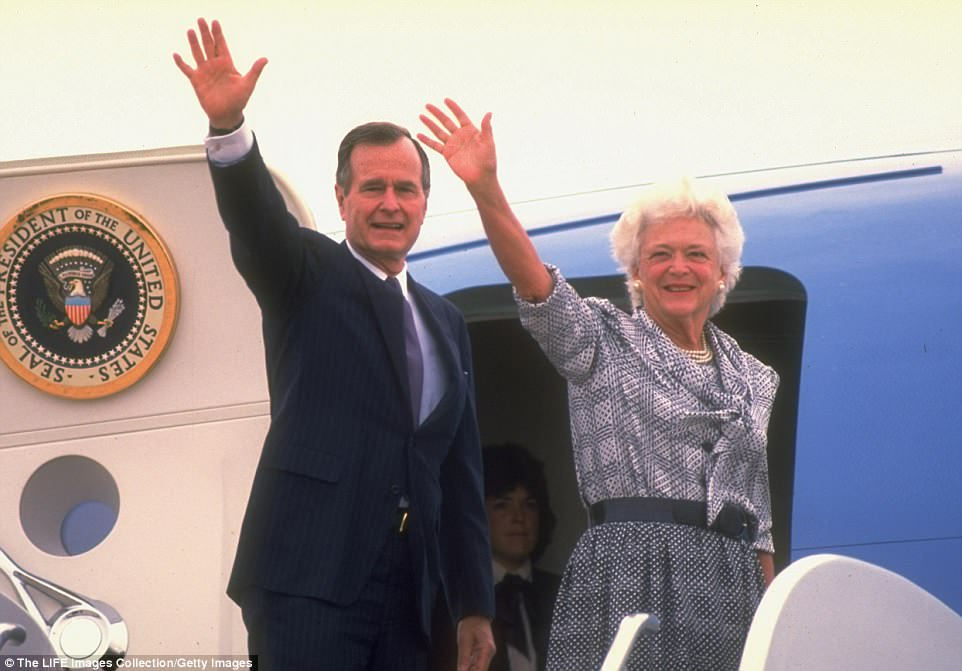 SEAL OF THE PRESIDENT OF THE UNITED STATES
© The LIFE Images Collection/Getty Images